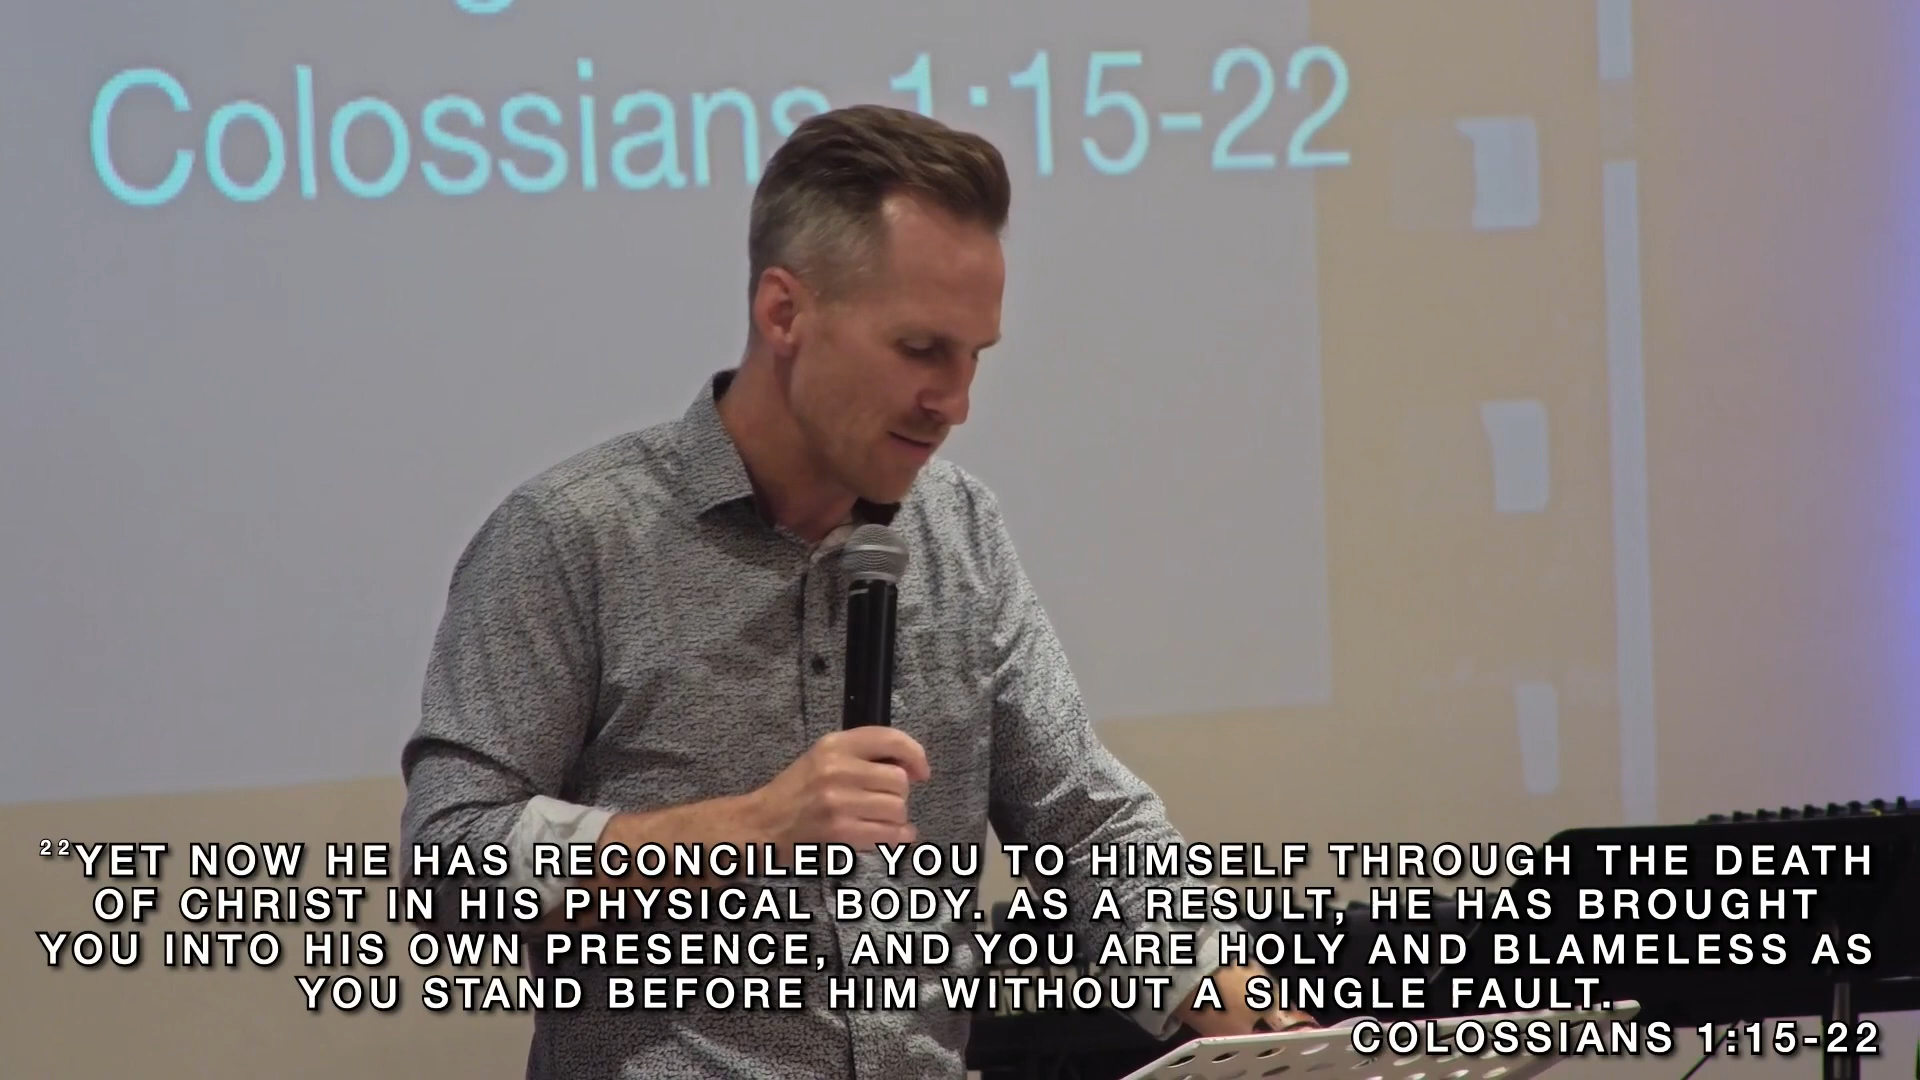 Colossians 1:15-22
²²YET NOW HE HAS RECONCILED YOU TO HIMSELF THROUGH THE DEATH
OF CHRIST IN HIS PHYSICAL BODY. AS A RESULT, HE HAS BROUGHT
YOU INTO HIS OWN PRESENCE, AND YOU ARE HOLY AND BLAMELESS AS
YOU STAND BEFORE HIM WITHOUT A SINGLE FAULT.
COLOSSIANS 1:15-22